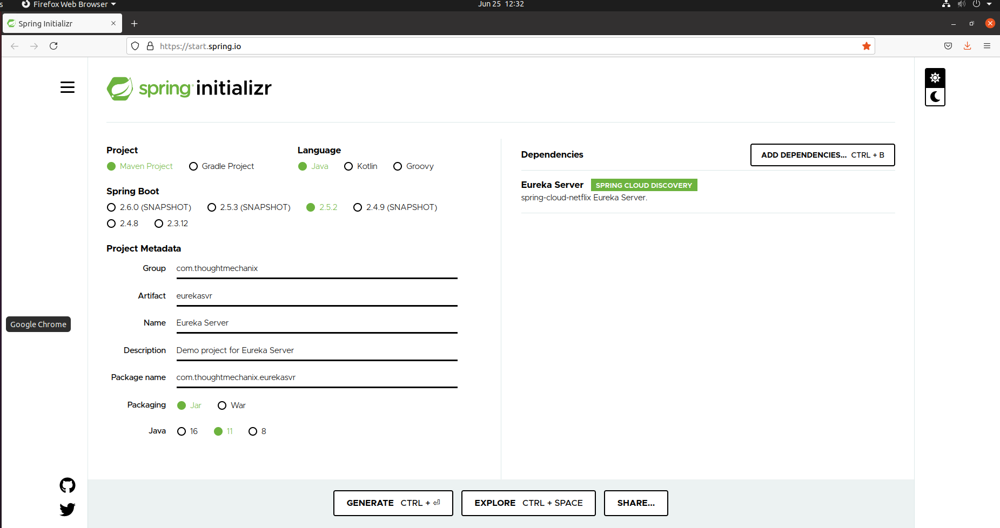 s Firefox Web Browser Jun 25 12:32
Spring Initializr
https://start.spring.io
spring initializr
Project
Maven Project Gradle Project
Language
Java Kotlin Groovy
Spring Boot
2.6.0 (SNAPSHOT) 2.5.3 (SNAPSHOT) 2.5.2 2.4.9 (SNAPSHOT)
2.4.8 2.3.12
Project Metadata
Group com.thoughtmechanix
Artifact eurekasvr
Name Eureka Server
Description Demo project for Eureka Server
Package name com.thoughtmechanix.eurekasvr
Packaging Jar War
Java 16 11 8
Dependencies ADD DEPENDENCIES... CTRL + B
Eureka Server SPRING CLOUD DISCOVERY
spring-cloud-netflix Eureka Server.
Google Chrome
GENERATE CTRL + ⏎ EXPLORE CTRL + SPACE SHARE...